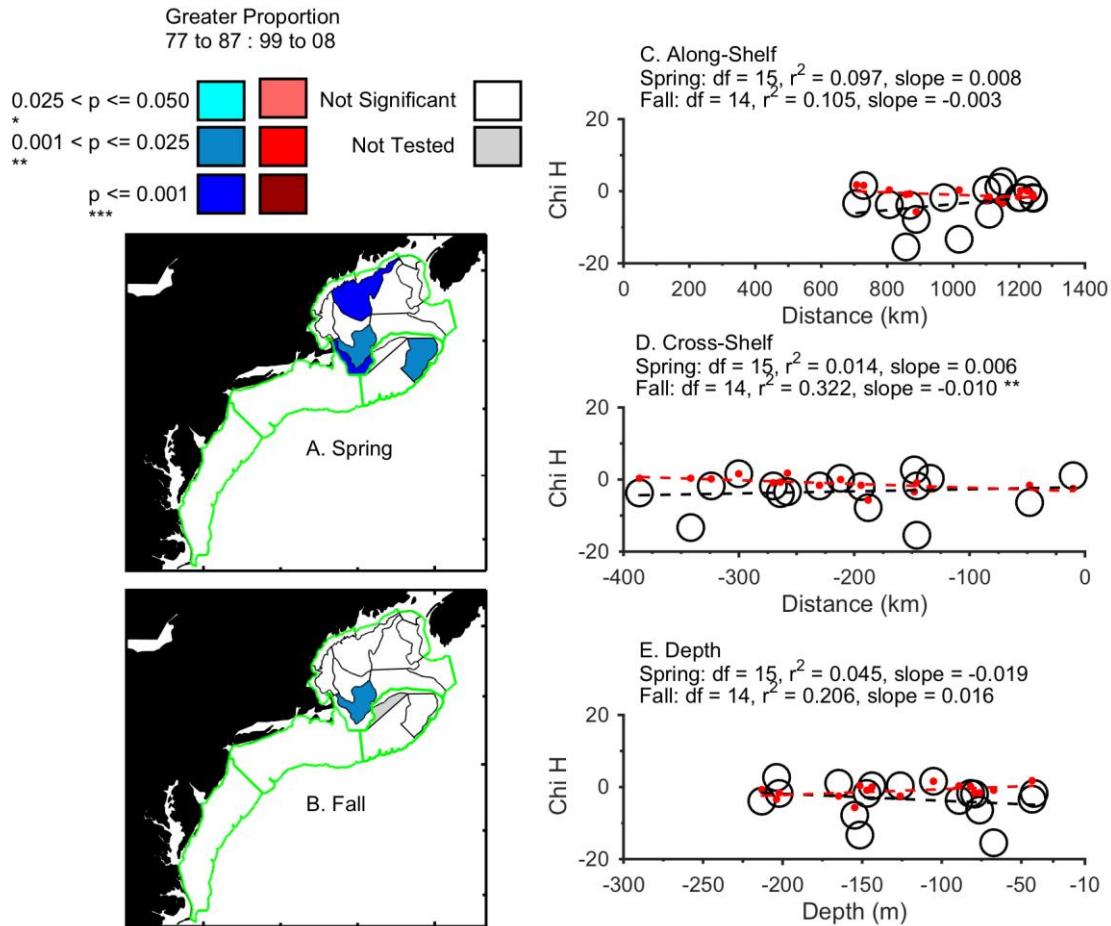 Greater Proportion
77 to 87 : 99 to 08
0.025 < p <= 0.050
*
0.001 < p <= 0.025
**
p <= 0.001
***
Not Significant
Not Tested
A. Spring
B. Fall
C. Along-Shelf
Spring: df = 15, r² = 0.097, slope = 0.008
Fall: df = 14, r² = 0.105, slope = -0.003
20
0
-20
Chi H
0 200 400 600 800 1000 1200 1400
Distance (km)
D. Cross-Shelf
Spring: df = 15, r² = 0.014, slope = 0.006
Fall: df = 14, r² = 0.322, slope = -0.010 **
20
0
-20
Chi H
-400 -300 -200 -100 0
Distance (km)
E. Depth
Spring: df = 15, r² = 0.045, slope = -0.019
Fall: df = 14, r² = 0.206, slope = 0.016
20
0
-20
Chi H
-300 -250 -200 -150 -100 -50 -10
Depth (m)